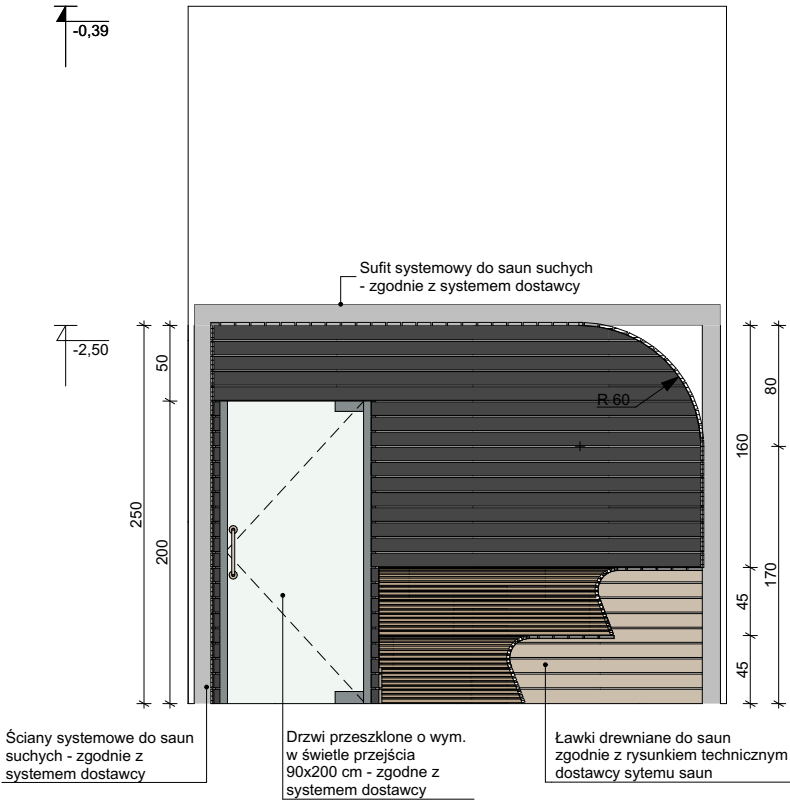 -0,39
Sufit systemowy do saun suchych
- zgodnie z systemem dostawcy
-2,50
50
80
R 60
160
250
200
170
45
45
Ściany systemowe do saun
suchych - zgodnie z
systemem dostawcy
Drzwi przeszklone o wym.
w świetle przejścia
90x200 cm - zgodne z
systemem dostawcy
Ławki drewniane do saun
zgodnie z rysunkiem technicznym
dostawcy sytemu saun